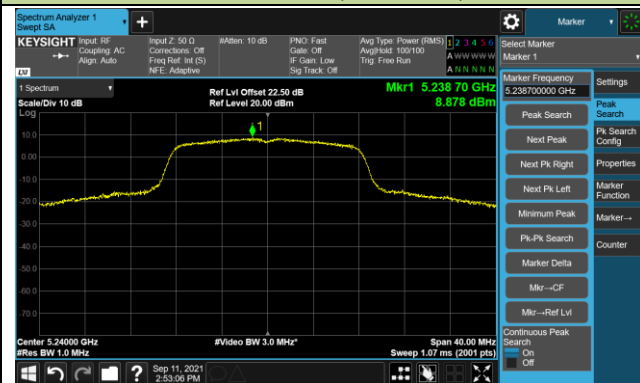 Spectrum Analyzer 1
Swept SA
Marker
KEYSIGHT
Input: RF
Coupling: AC
Align: Auto
Input Z: 50 Ω
Corrections: Off
Freq Ref: Int (S)
NFE: Adaptive
#Atten: 10 dB
PNO: Fast
Gate: Off
IF Gain: Low
Sig Track: Off
Avg Type: Power (RMS)
Avg|Hold: 100/100
Trig: Free Run
1 2 3 4 5 6
A W W W W W
A N N N N N
LXI
Select Marker
Marker 1
1 Spectrum
Scale/Div 10 dB
Log
Ref Lvl Offset 22.50 dB
Ref Level 20.00 dBm
Mkr1 5.238 70 GHz
8.878 dBm
1
10.0
0.00
-10.0
-20.0
-30.0
-40.0
-50.0
-60.0
-70.0
Center 5.24000 GHz
#Res BW 1.0 MHz
#Video BW 3.0 MHz*
Span 40.00 MHz
Sweep 1.07 ms (2001 pts)
Marker Frequency
5.238700000 GHz
Peak Search
Next Peak
Next Pk Right
Next Pk Left
Minimum Peak
Pk-Pk Search
Marker Delta
Mkr→CF
Mkr→Ref Lvl
Continuous Peak
Search
On
Off
Settings
Peak
Search
Pk Search
Config
Properties
Marker
Function
Marker→
Counter
?
Sep 11, 2021
2:53:06 PM